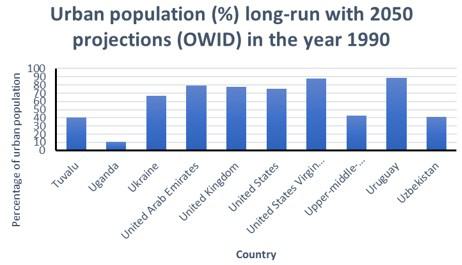 Urban population (%) long-run with 2050
projections (OWID) in the year 1990
Percentage of urban population
100
90
80
70
60
50
40
30
20
10
0
Tuvalu
Uganda
Ukraine
United Arab Emirates
United Kingdom
United States
United States Virgin…
Upper-middle-…
Uruguay
Uzbekistan
Country